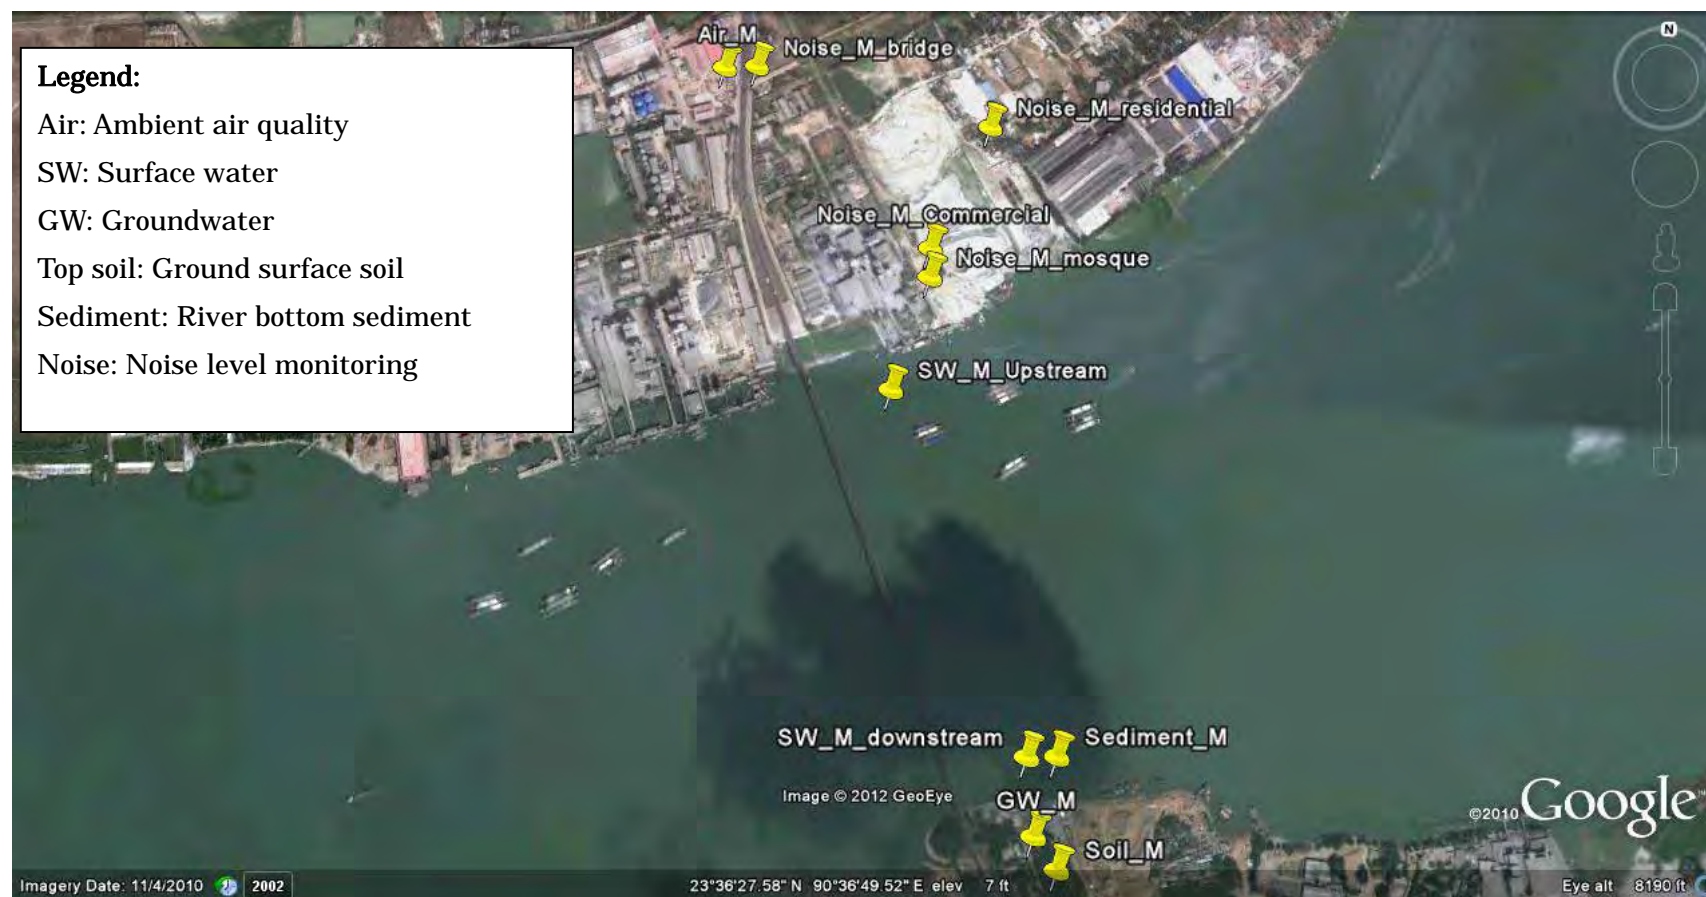 Legend:
Air: Ambient air quality
SW: Surface water
GW: Groundwater
Top soil: Ground surface soil
Sediment: River bottom sediment
Noise: Noise level monitoring
Air_M
Noise_M_bridge
N
Noise_M_residential
Noise_M_Commercial
Noise_M_mosque
SW_M_Upstream
SW_M_downstream
Sediment_M
Image © 2012 GeoEye
GW_M
©2010 Google™
Soil_M
Imagery Date: 11/4/2010 2002 23°36'27.58" N 90°36'49.52" E elev 7 ft Eye alt 8190 ft